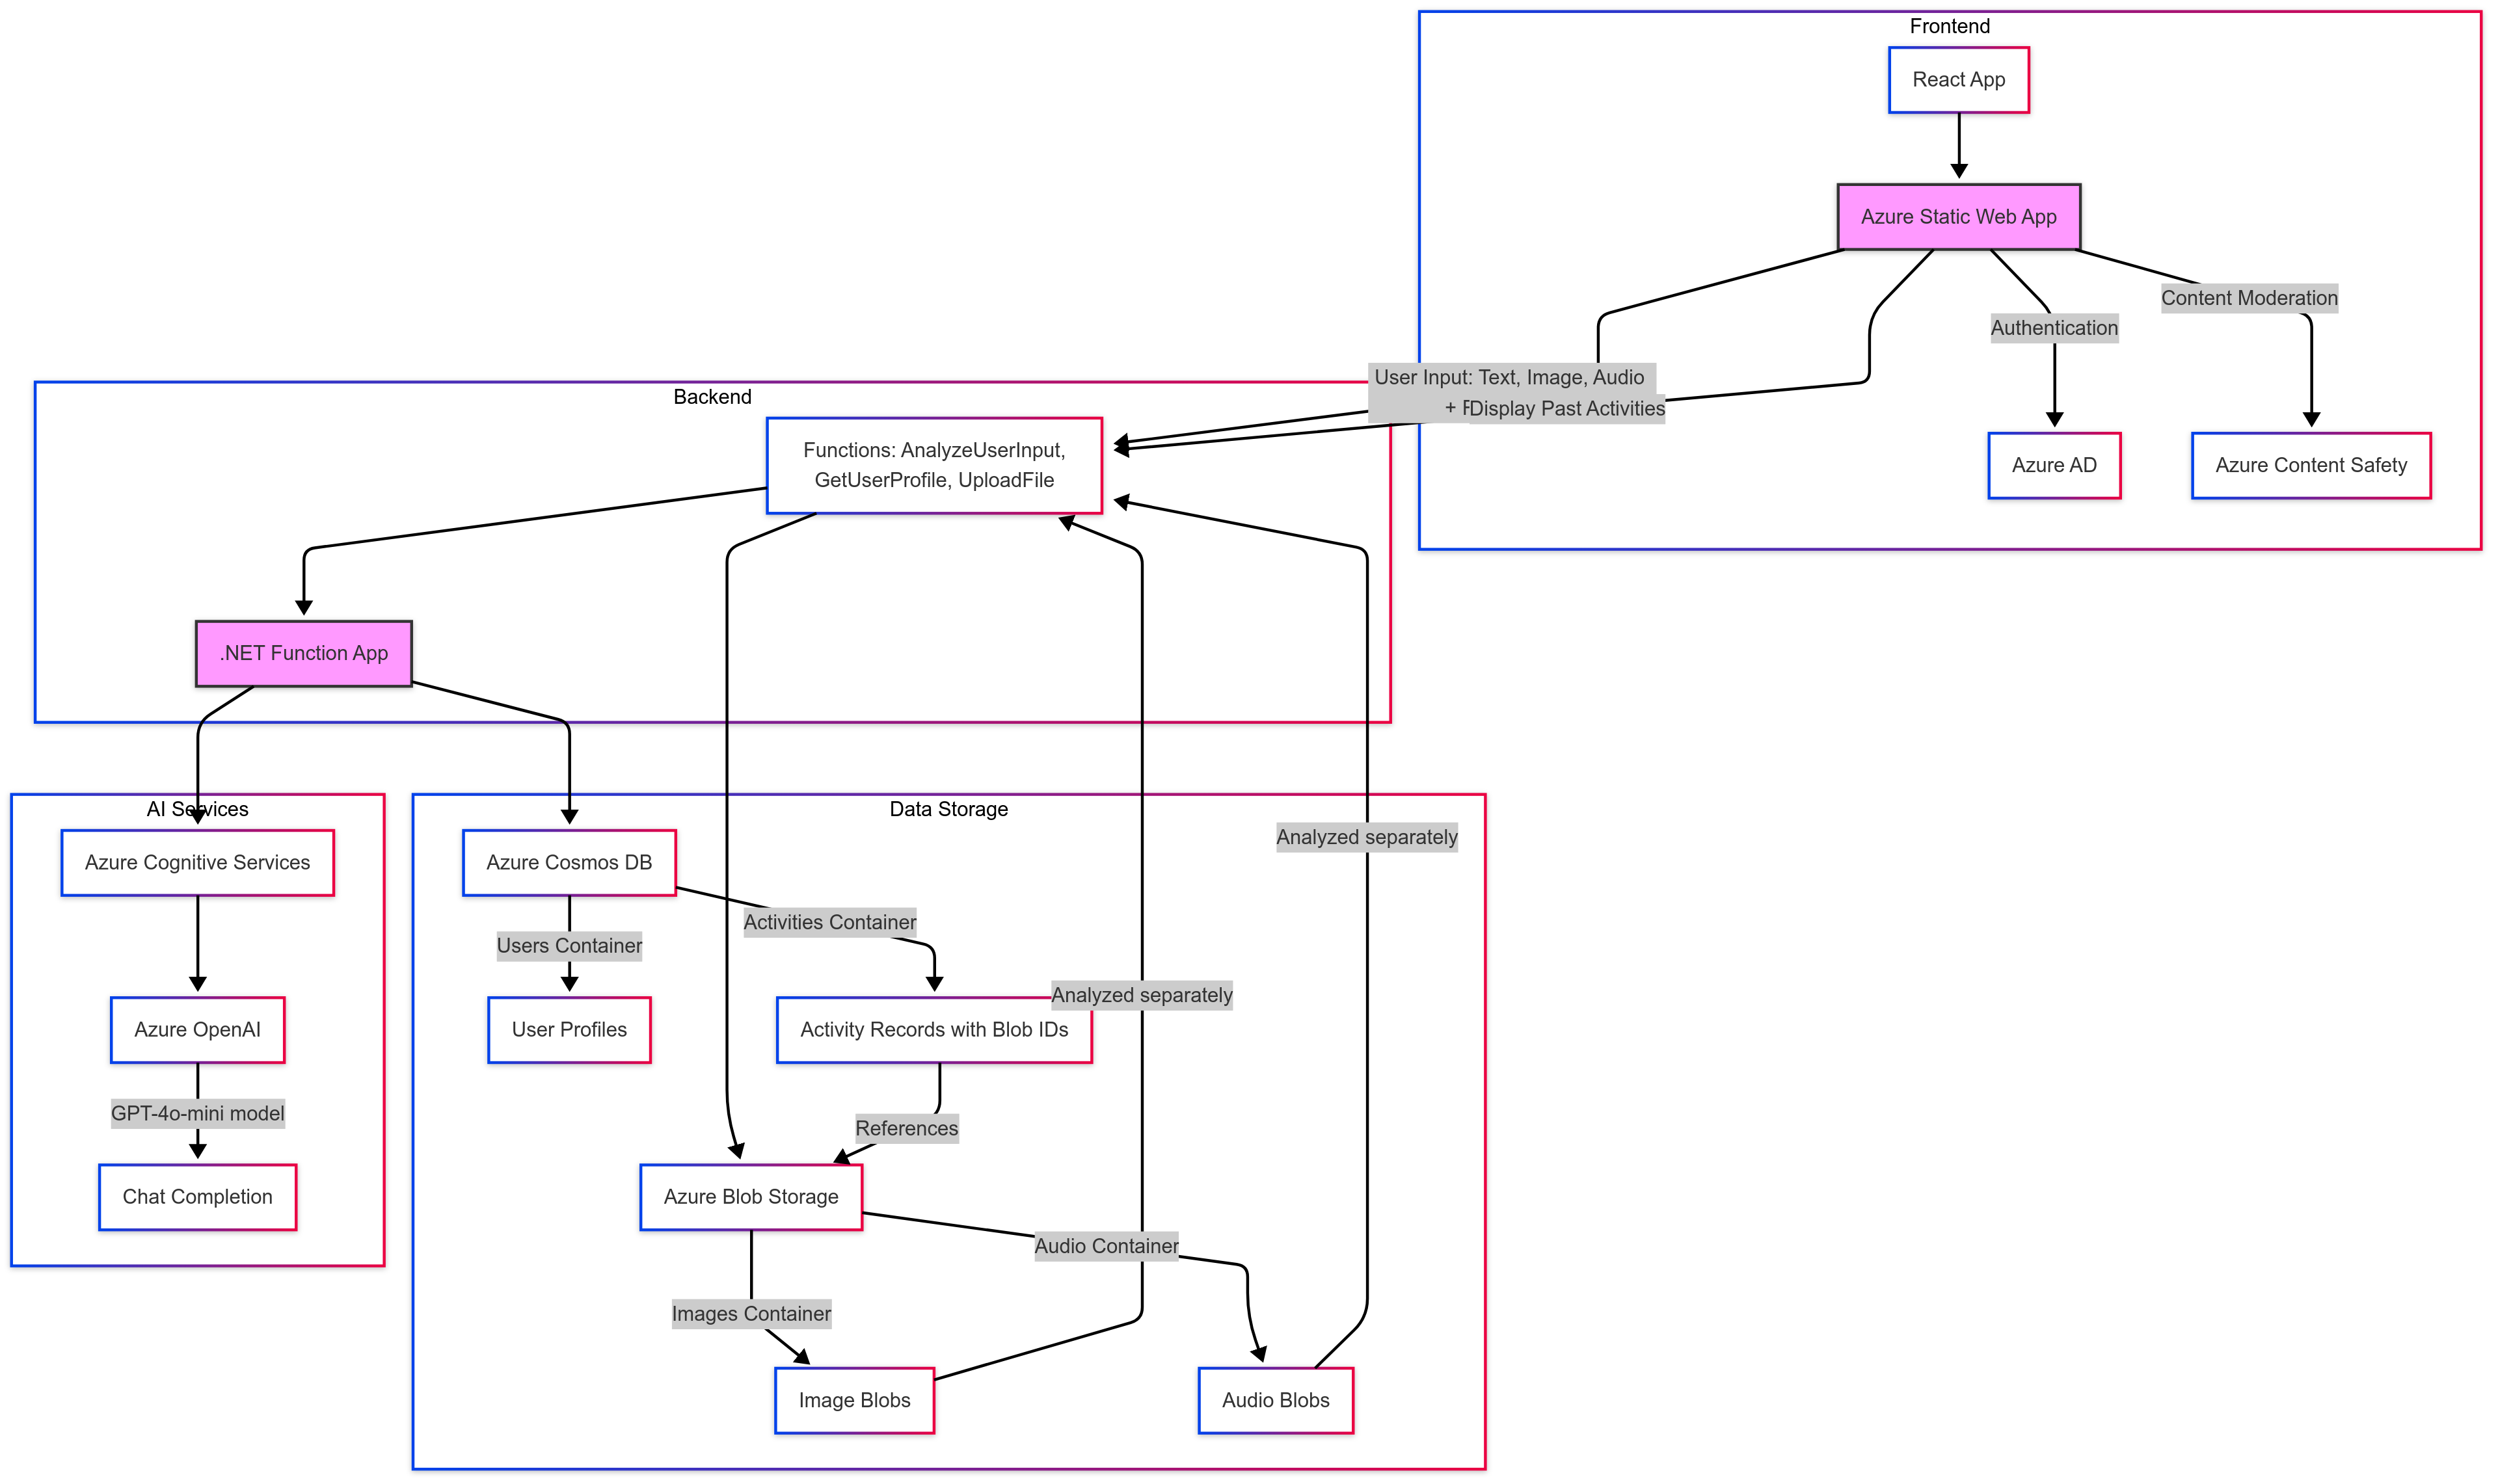 Frontend
React App
Azure Static Web App
Content Moderation
Authentication
User Input: Text, Image, Audio
+
Display Past Activities
Azure AD
Azure Content Safety
Backend
Functions: AnalyzeUserInput,
GetUserProfile, UploadFile
.NET Function App
AI Services
Azure Cognitive Services
Azure OpenAI
GPT-4o-mini model
Chat Completion
Data Storage
Azure Cosmos DB
Analyzed separately
Activities Container
Users Container
Analyzed separately
User Profiles
Activity Records with Blob IDs
References
Azure Blob Storage
Audio Container
Images Container
Image Blobs
Audio Blobs